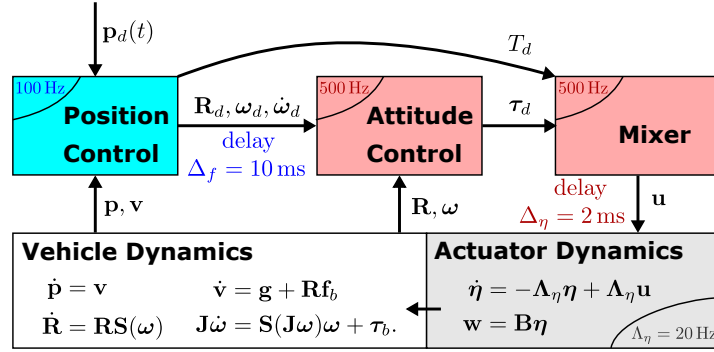 𝐩_d(t)
T_d
100 Hz
Position
Control
𝐑_d, 𝝎_d, 𝝎̇_d
delay
Δ_f = 10 ms
500 Hz
Attitude
Control
𝝉_d
500 Hz
Mixer
𝐩, 𝐯
𝐑, 𝝎
delay
Δ_η = 2 ms
𝐮
Vehicle Dynamics
𝐩̇ = 𝐯
𝐯̇ = 𝐠 + 𝐑𝐟_b
𝐑̇ = 𝐑𝐒(𝝎)
𝐉𝝎̇ = 𝐒(𝐉𝝎)𝝎 + 𝝉_b.
Actuator Dynamics
𝜼̇ = −𝚲_η𝜼 + 𝚲_η𝐮
𝐰 = 𝐁𝜼
Λ_η = 20 Hz